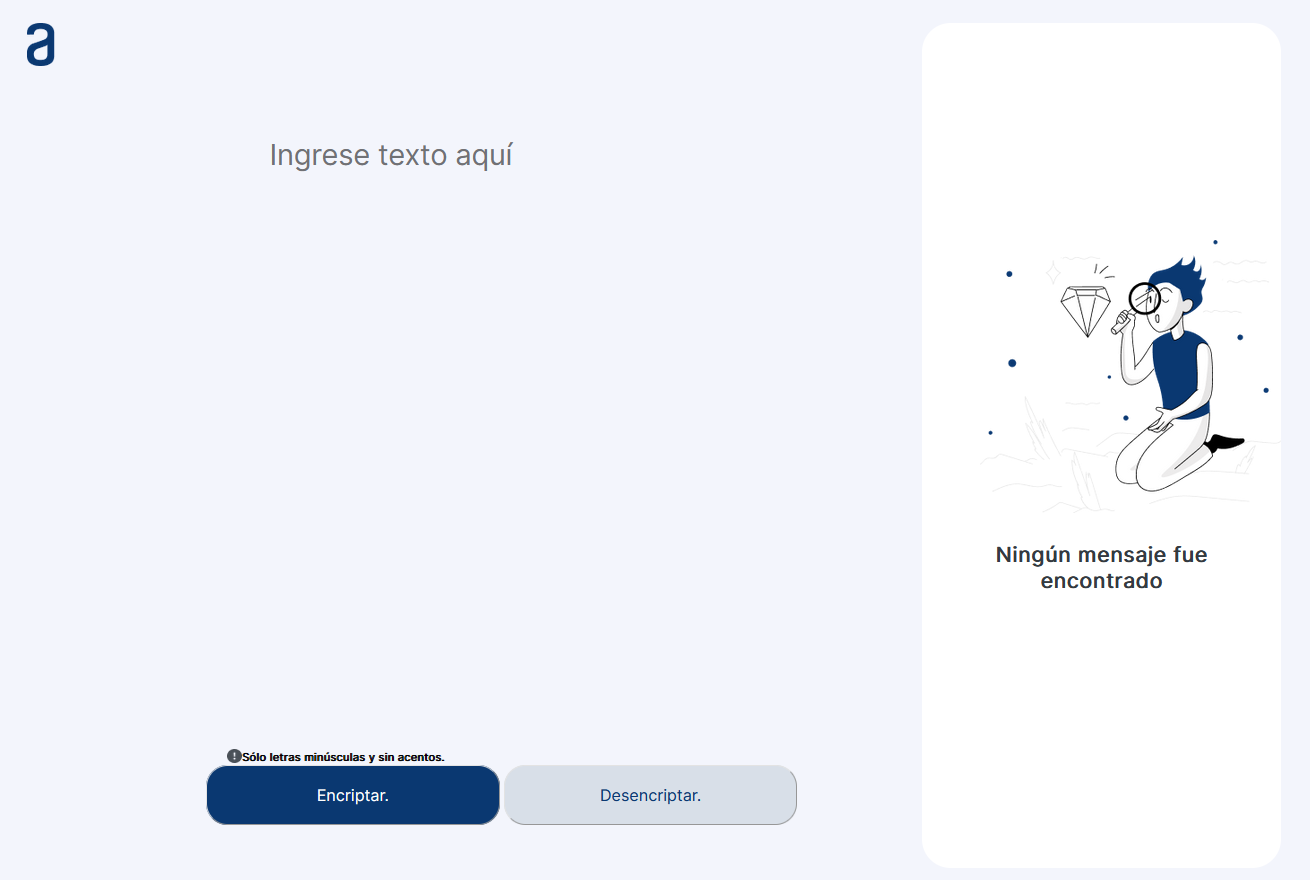 a
Ingrese texto aquí
Ningún mensaje fue
encontrado
!Sólo letras minúsculas y sin acentos.
Encriptar.
Desencriptar.